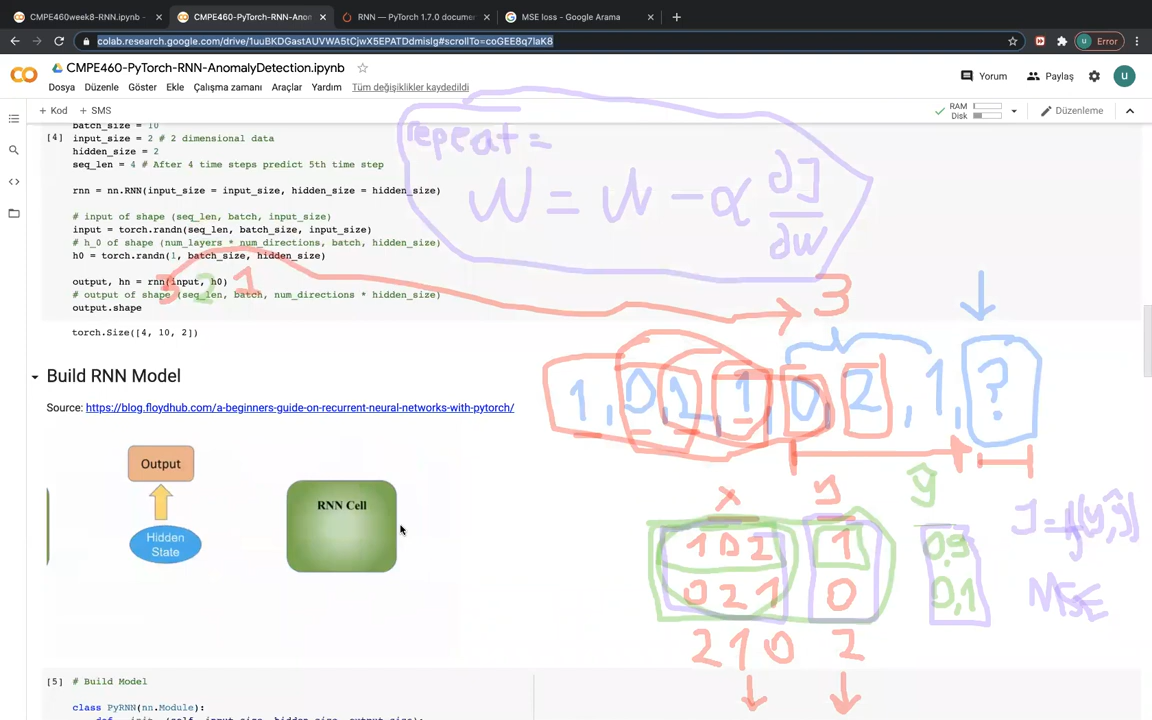 CMPE460week8-RNN.ipynb -
CMPE460-PyTorch-RNN-Ano
RNN — PyTorch 1.7.0 docume
MSE loss - Google Arama
colab.research.google.com/drive/1uuBKDGastAUVWA5tCjwX5EPATDdmislg#scrollTo=coGEE8q7laK8
u Error
CMPE460-PyTorch-RNN-AnomalyDetection.ipynb
Dosya Düzenle Göster Ekle Çalışma zamanı Araçlar Yardım Tüm değişiklikler kaydedildi
Yorum Paylaş u
+ Kod + SMS
RAM
Disk
Düzenleme
batch_size = 10
[4] input_size = 2 # 2 dimensional data
hidden_size = 2
seq_len = 4 # After 4 time steps predict 5th time step
rnn = nn.RNN(input_size = input_size, hidden_size = hidden_size)
# input of shape (seq_len, batch, input_size)
input = torch.randn(seq_len, batch_size, input_size)
# h_0 of shape (num_layers * num_directions, batch, hidden_size)
h0 = torch.randn(1, batch_size, hidden_size)
output, hn = rnn(input, h0)
# output of shape (seq_len, batch, num_directions * hidden_size)
output.shape
torch.Size([4, 10, 2])
repeat =
W = W - α ∂J/∂w
3 2 1
3
1, 0, 2, 1, 0, 2, 1, ?
Build RNN Model
Source: https://blog.floydhub.com/a-beginners-guide-on-recurrent-neural-networks-with-pytorch/
Output
Hidden
State
RNN Cell
x y ŷ
1 0 2 1
0 2 1 0 0,1
2 1 0 2
J = f(y,ŷ)
MSE
[5] # Build Model
class PyRNN(nn.Module):